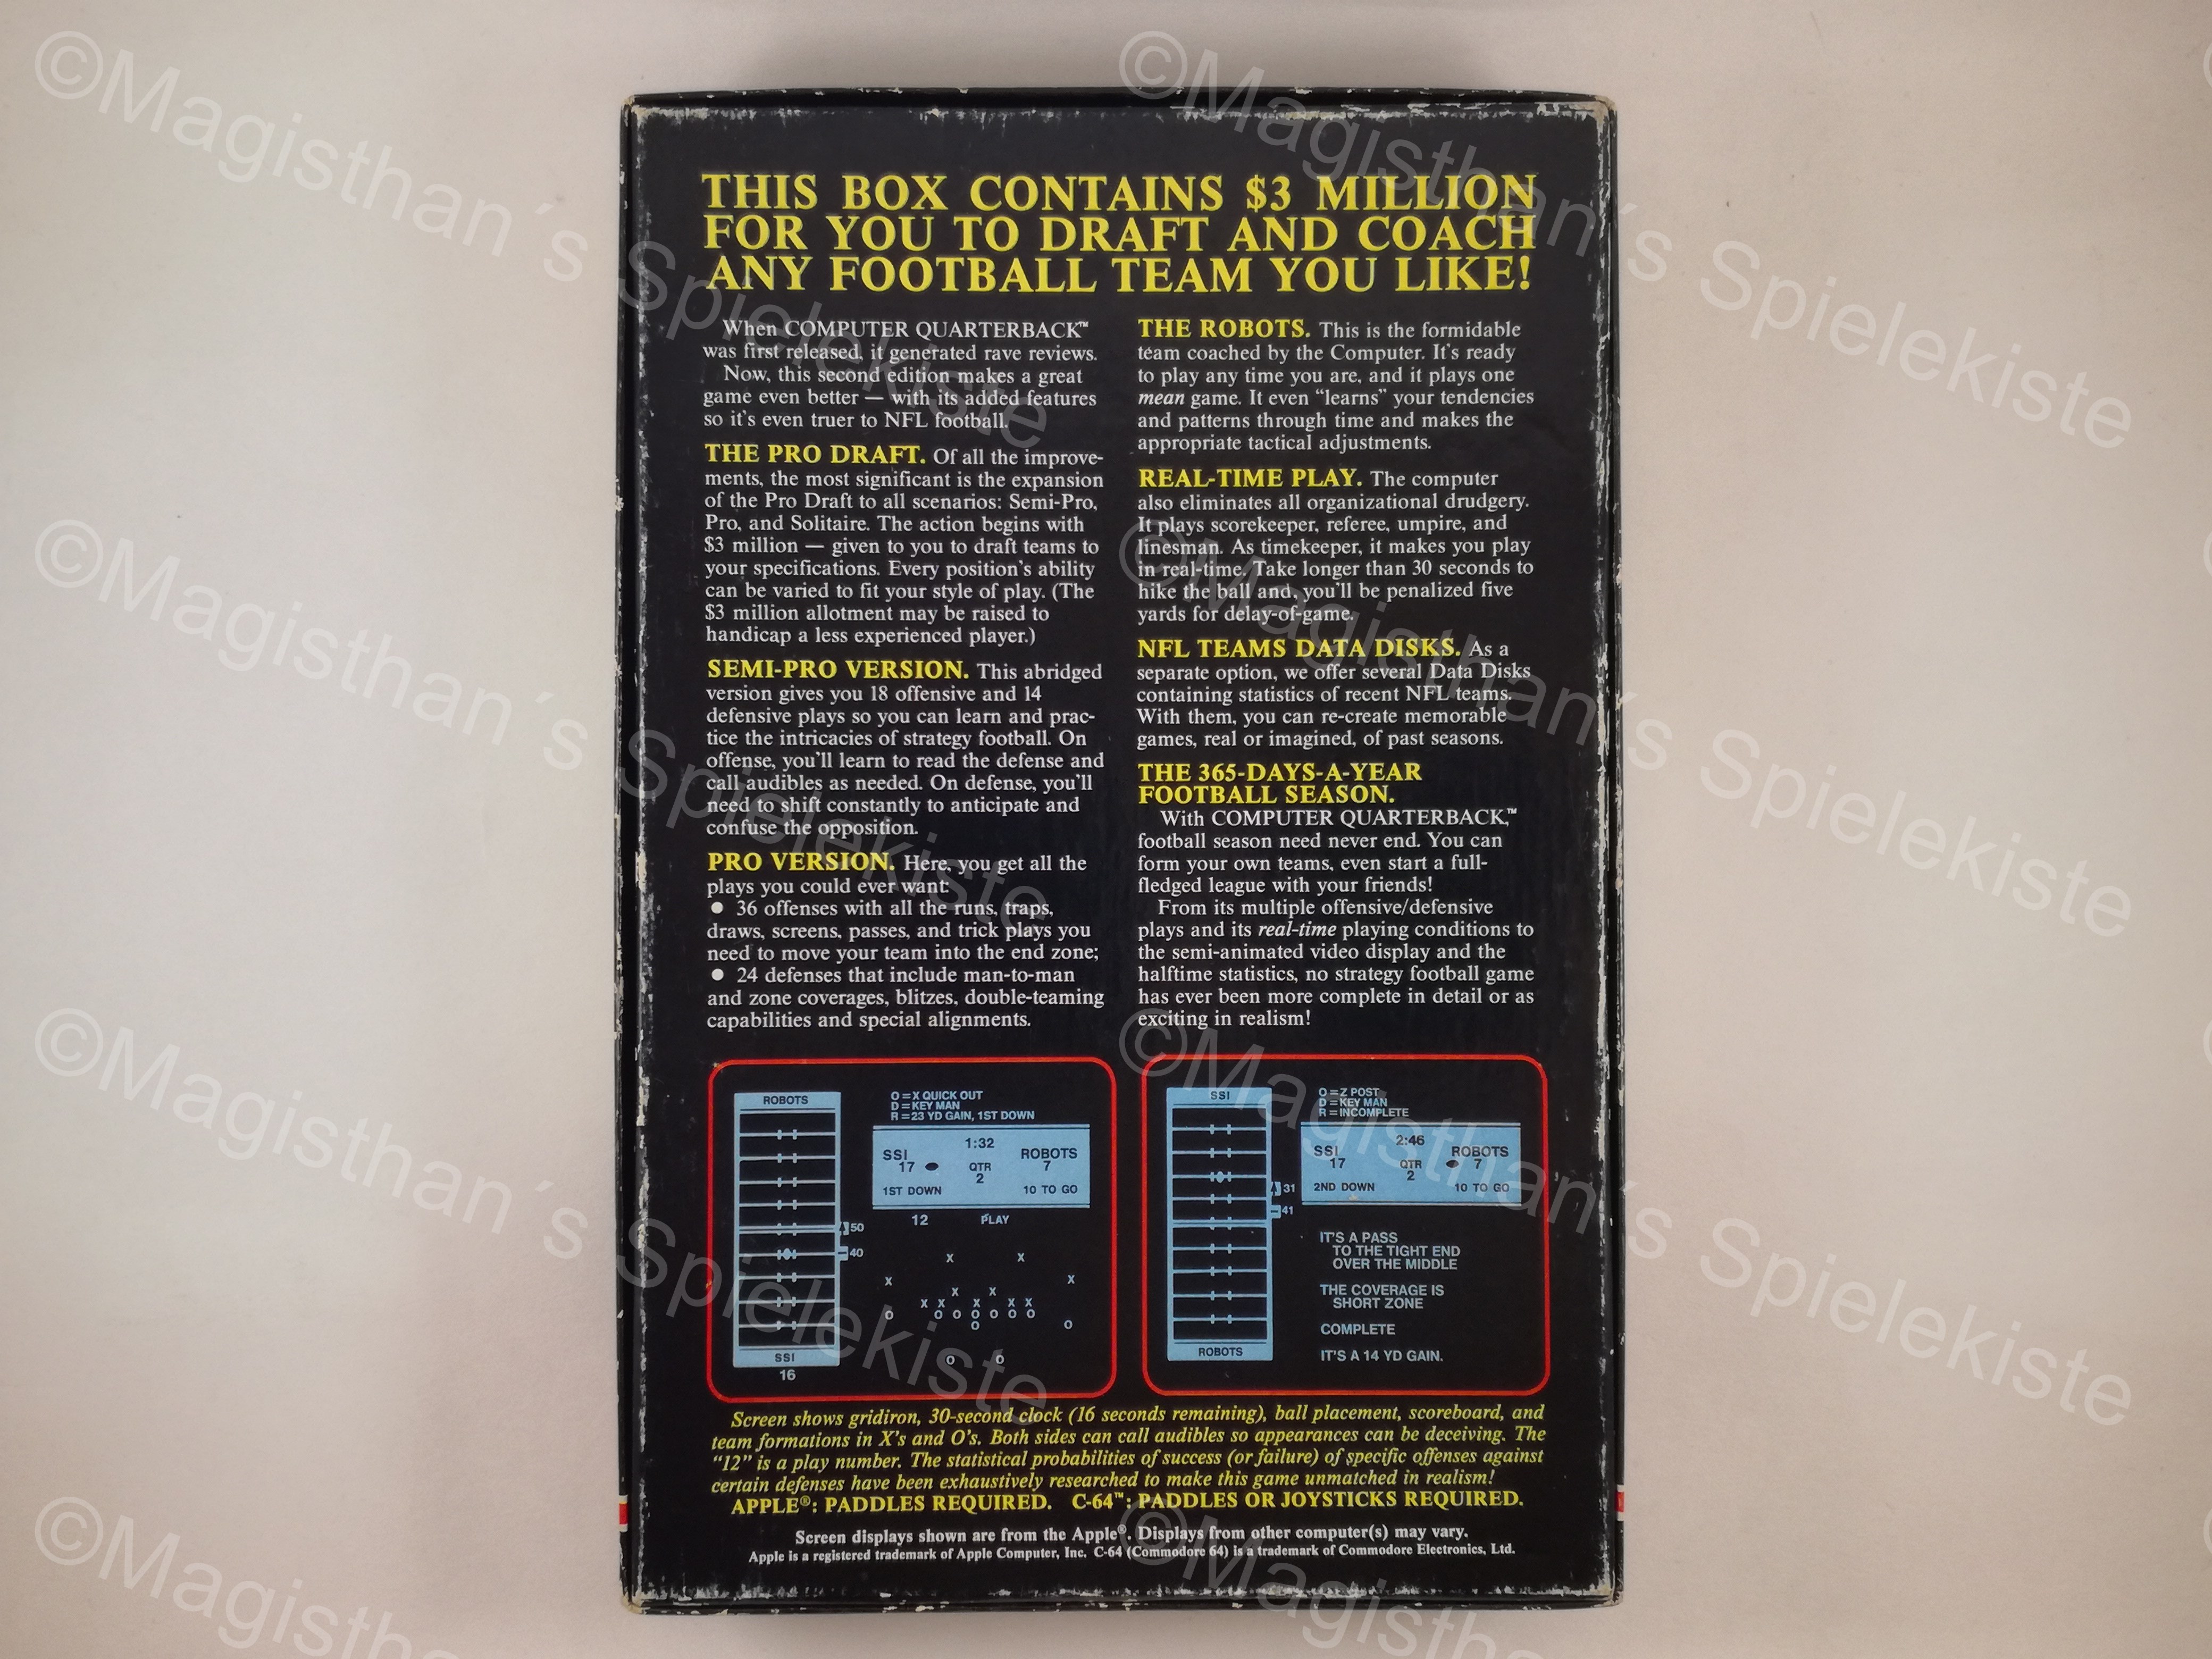 THIS BOX CONTAINS $3 MILLION
FOR YOU TO DRAFT AND COACH
ANY FOOTBALL TEAM YOU LIKE!
When COMPUTER QUARTERBACK™
was first released, it generated rave reviews.
Now, this second edition makes a great
game even better — with its added features
so it's even truer to NFL football.
THE PRO DRAFT. Of all the improve-
ments, the most significant is the expansion
of the Pro Draft to all scenarios: Semi-Pro,
Pro, and Solitaire. The action begins with
$3 million — given to you to draft teams to
your specifications. Every position's ability
can be varied to fit your style of play. (The
$3 million allotment may be raised to
handicap a less experienced player.)
SEMI-PRO VERSION. This abridged
version gives you 18 offensive and 14
defensive plays so you can learn and prac-
tice the intricacies of strategy football. On
offense, you'll learn to read the defense and
call audibles as needed. On defense, you'll
need to shift constantly to anticipate and
confuse the opposition.
PRO VERSION. Here, you get all the
plays you could ever want:
● 36 offenses with all the runs, traps,
draws, screens, passes, and trick plays you
need to move your team into the end zone;
● 24 defenses that include man-to-man
and zone coverages, blitzes, double-teaming
capabilities and special alignments.
THE ROBOTS. This is the formidable
team coached by the Computer. It's ready
to play any time you are, and it plays one
mean game. It even "learns" your tendencies
and patterns through time and makes the
appropriate tactical adjustments.
REAL-TIME PLAY. The computer
also eliminates all organizational drudgery.
It plays scorekeeper, referee, umpire, and
linesman. As timekeeper, it makes you play
in real-time. Take longer than 30 seconds to
hike the ball and you'll be penalized five
yards for delay-of-game.
NFL TEAMS DATA DISKS. As a
separate option, we offer several Data Disks
containing statistics of recent NFL teams.
With them, you can re-create memorable
games, real or imagined, of past seasons.
THE 365-DAYS-A-YEAR
FOOTBALL SEASON.
With COMPUTER QUARTERBACK,™
football season need never end. You can
form your own teams, even start a full-
fledged league with your friends!
From its multiple offensive/defensive
plays and its real-time playing conditions to
the semi-animated video display and the
halftime statistics, no strategy football game
has ever been more complete in detail or as
exciting in realism!
ROBOTS
O=X QUICK OUT
D=KEY MAN
R=23 YD GAIN, 1ST DOWN
1:32
SSI ROBOTS
17 QTR 7
2
1ST DOWN 10 TO GO
12 PLAY
50
40
X X
X X
X X
X X X X X
O O O O O O O O
O O
O O
SSI
16
SSI
O=Z POST
D=KEY MAN
R=INCOMPLETE
2:46
SSI ROBOTS
17 QTR 7
2
2ND DOWN 10 TO GO
31
41
IT'S A PASS
TO THE TIGHT END
OVER THE MIDDLE
THE COVERAGE IS
SHORT ZONE
COMPLETE
IT'S A 14 YD GAIN.
ROBOTS
Screen shows gridiron, 30-second clock (16 seconds remaining), ball placement, scoreboard, and
team formations in X's and O's. Both sides can call audibles so appearances can be deceiving. The
"12" is a play number. The statistical probabilities of success (or failure) of specific offenses against
certain defenses have been exhaustively researched to make this game unmatched in realism!
APPLE®: PADDLES REQUIRED. C-64™: PADDLES OR JOYSTICKS REQUIRED.
Screen displays shown are from the Apple®. Displays from other computer(s) may vary.
Apple is a registered trademark of Apple Computer, Inc. C-64 (Commodore 64) is a trademark of Commodore Electronics, Ltd.
©Magisthan´s Spielekiste
©Magisthan´s Spielekiste
©Magisthan´s Spielekiste
©Magisthan´s Spielekiste
©Magisthan´s Spielekiste
©Magisthan´s Spielekiste
©Magisth
©Magisthan